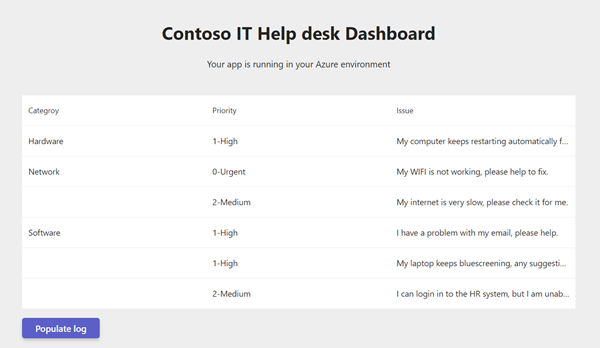 Contoso IT Help desk Dashboard
Your app is running in your Azure environment
Categroy Priority Issue
Hardware 1-High My computer keeps restarting automatically f...
Network 0-Urgent My WIFI is not working, please help to fix.
2-Medium My internet is very slow, please check it for me.
Software 1-High I have a problem with my email, please help.
1-High My laptop keeps bluescreening, any suggesti...
2-Medium I can login in to the HR system, but I am unab...
Populate log